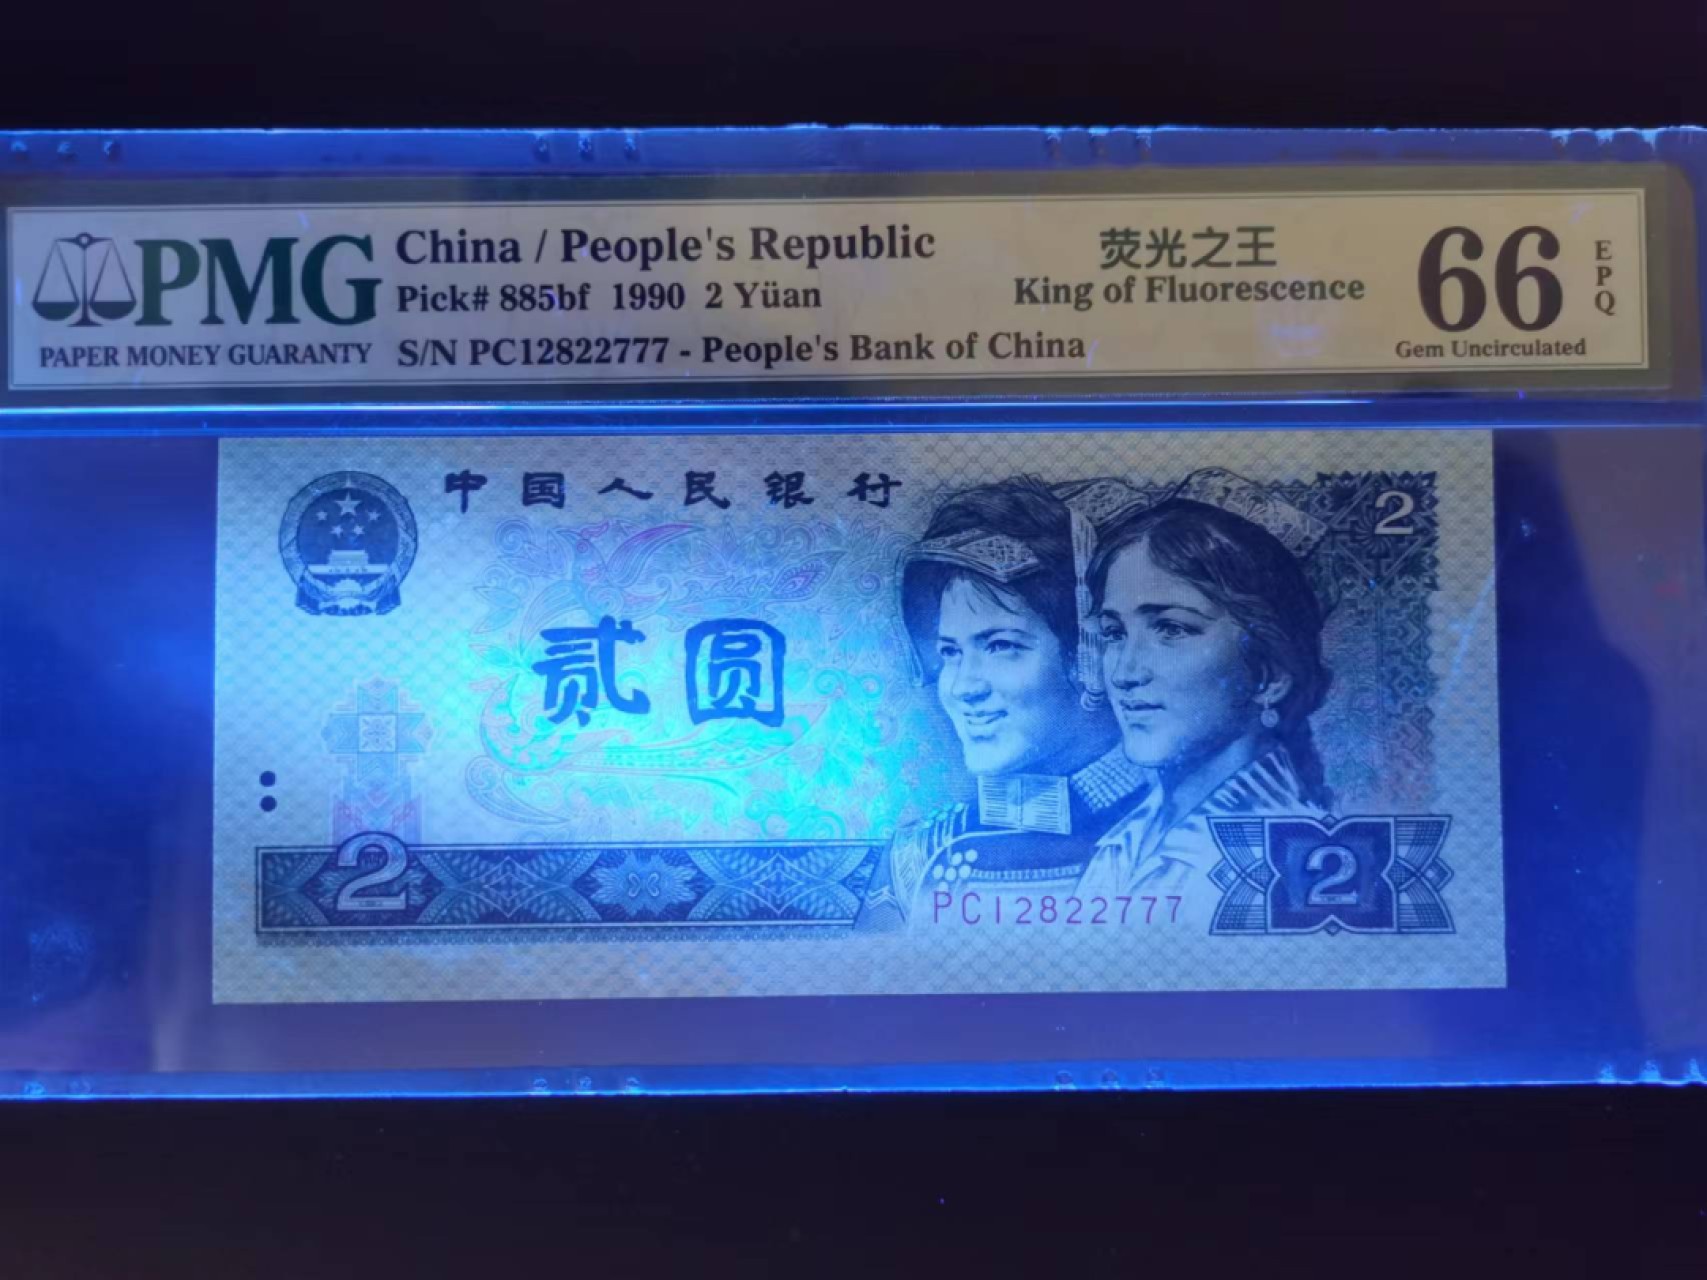 PMG
PAPER MONEY GUARANTY
China / People's Republic
Pick# 885bf 1990 2 Yüan
S/N PC12822777 - People's Bank of China
荧光之王
King of Fluorescence
66
EPQ
Gem Uncirculated
中国人民银行
2
贰圆
2
PC12822777
2